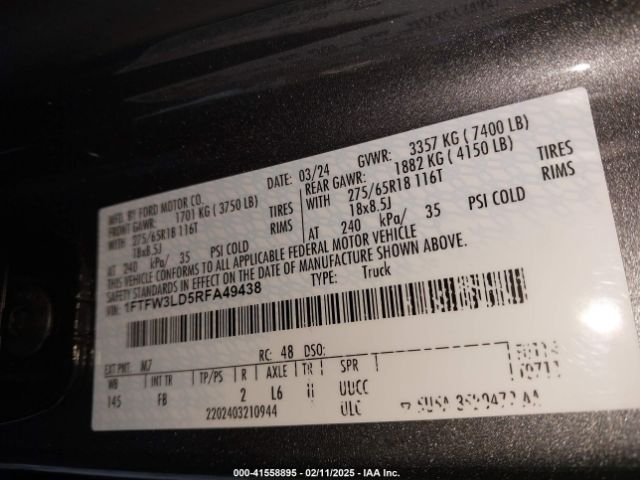 MFD. BY FORD MOTOR CO.
DATE: 03/24 GVWR: 3357 KG ( 7400 LB)
FRONT GAWR: 1701 KG ( 3750 LB) REAR GAWR: 1882 KG ( 4150 LB)
WITH 275/65R18 116T TIRES WITH 275/65R18 116T TIRES
18x8.5J RIMS 18x8.5J RIMS
AT 240 kPa/ 35 PSI COLD AT 240 kPa/ 35 PSI COLD
THIS VEHICLE CONFORMS TO ALL APPLICABLE FEDERAL MOTOR VEHICLE
SAFETY STANDARDS IN EFFECT ON THE DATE OF MANUFACTURE SHOWN ABOVE.
VIN: 1FTFW3LD5RFA49438 TYPE: Truck
EXT PNT: M7 RC: 48 DSO:
WB INT TR TP/PS R AXLE TR SPR
145 FB 2 L6 UUCC
2202403210944 ULC
000-41558895 - 02/11/2025 - IAA Inc.